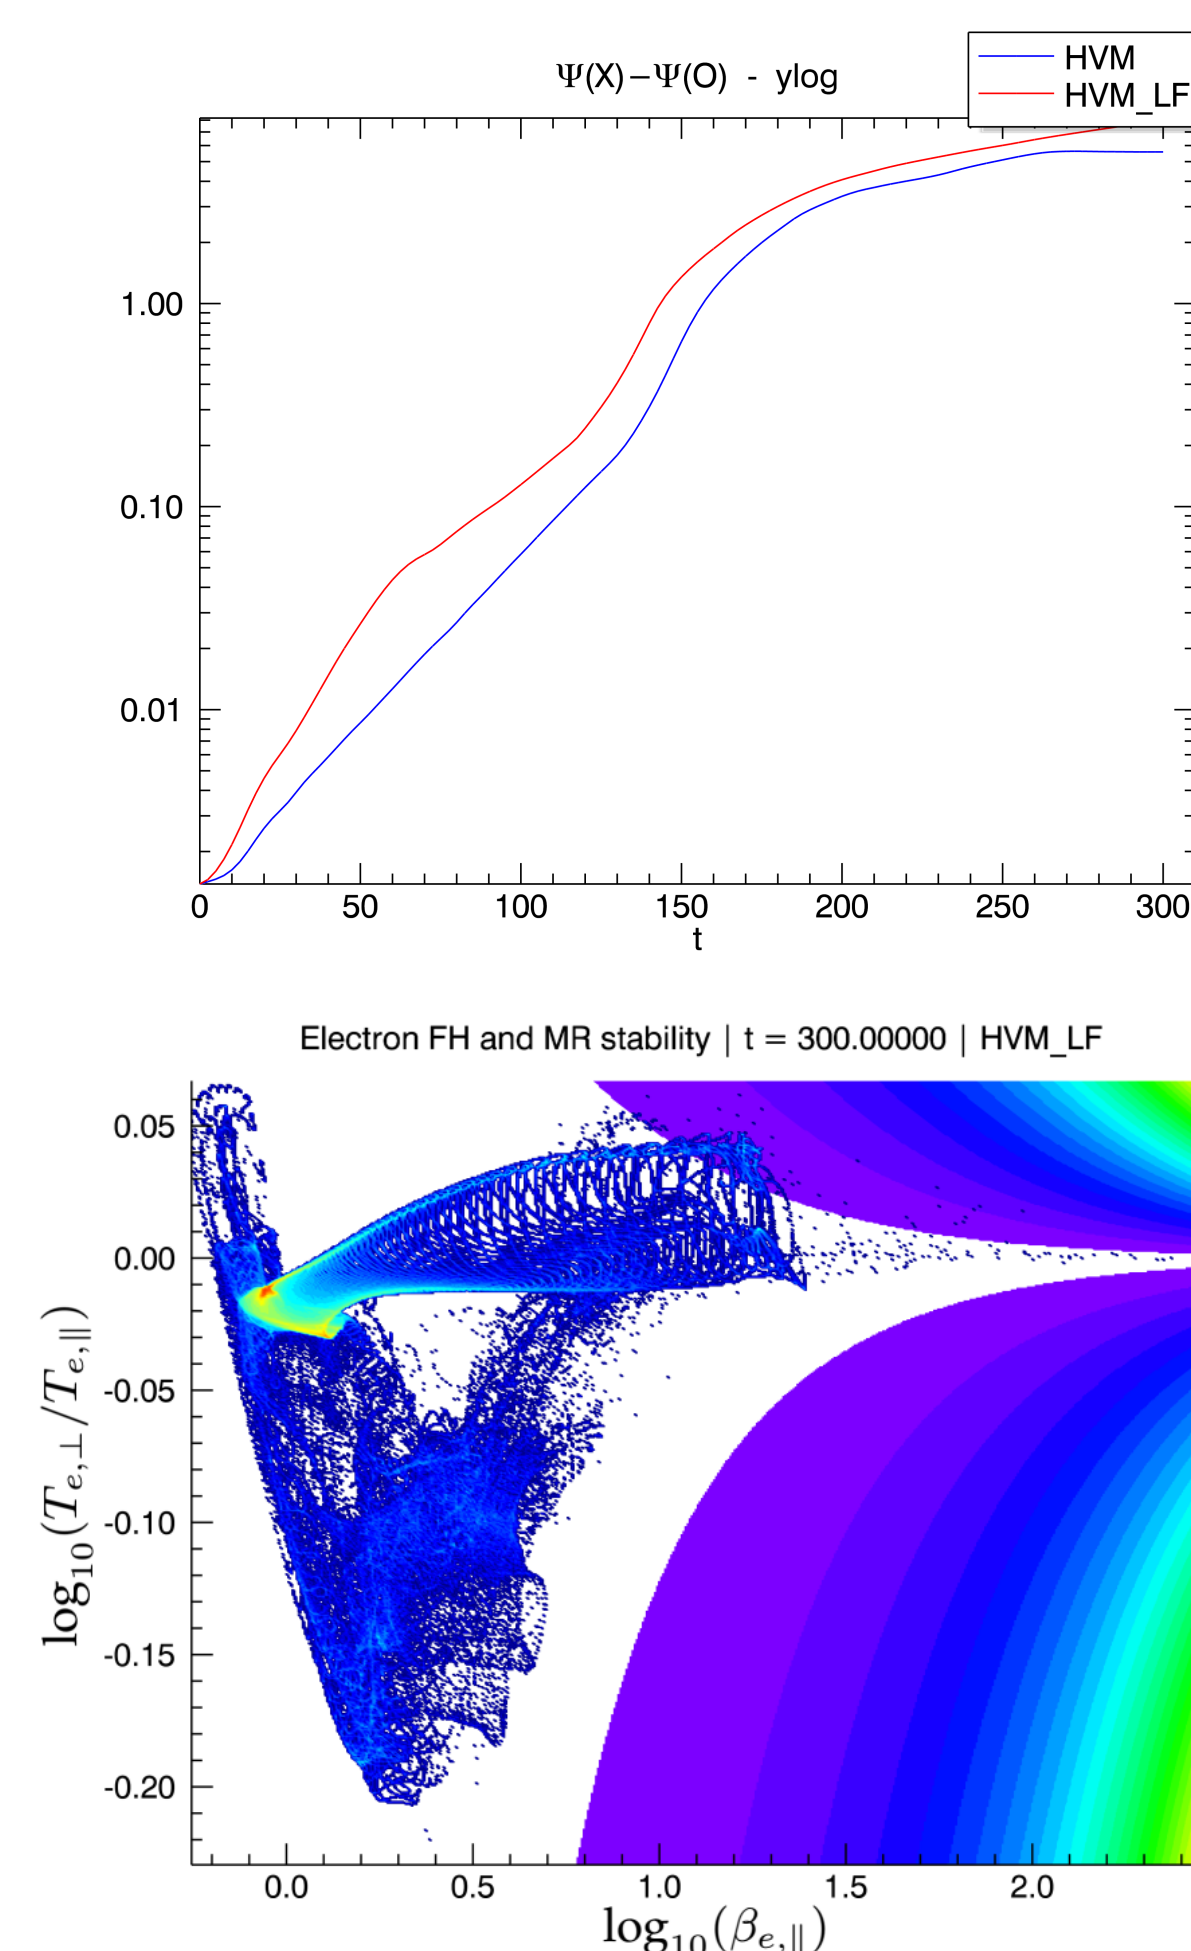 Ψ(X)−Ψ(O) - ylog
HVM
HVM_LF
1.00
0.10
0.01
0 50 100 150 200 250 300
t
Electron FH and MR stability | t = 300.00000 | HVM_LF
0.05
0.00
-0.05
-0.10
-0.15
-0.20
log₁₀(T_{e,⊥}/T_{e,∥})
0.0 0.5 1.0 1.5 2.0
log₁₀(β_{e,∥})